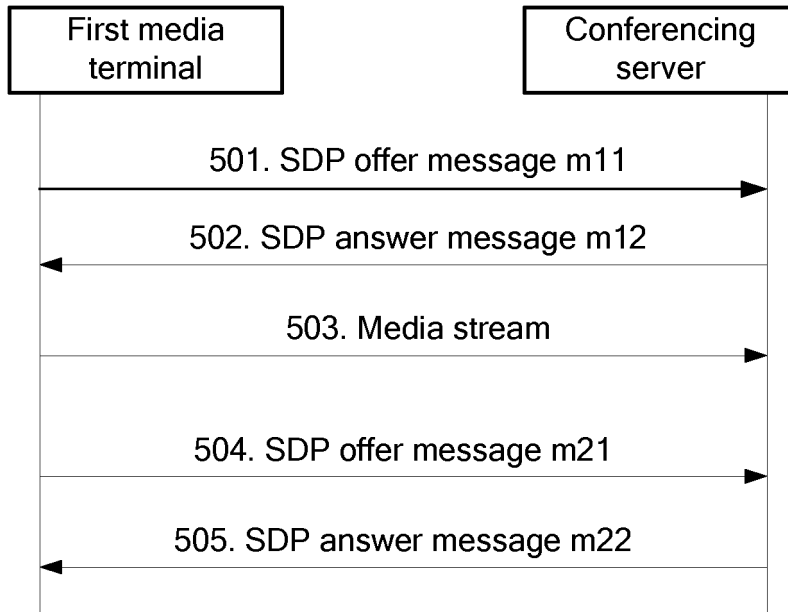 First media
terminal
Conferencing
server
501. SDP offer message m11
502. SDP answer message m12
503. Media stream
504. SDP offer message m21
505. SDP answer message m22